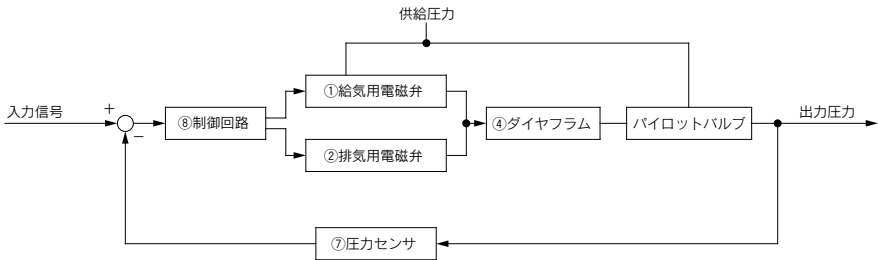 供給圧力
①給気用電磁弁
入力信号
+
−
⑧制御回路
④ダイヤフラム
パイロットバルブ
出力圧力
②排気用電磁弁
⑦圧力センサ